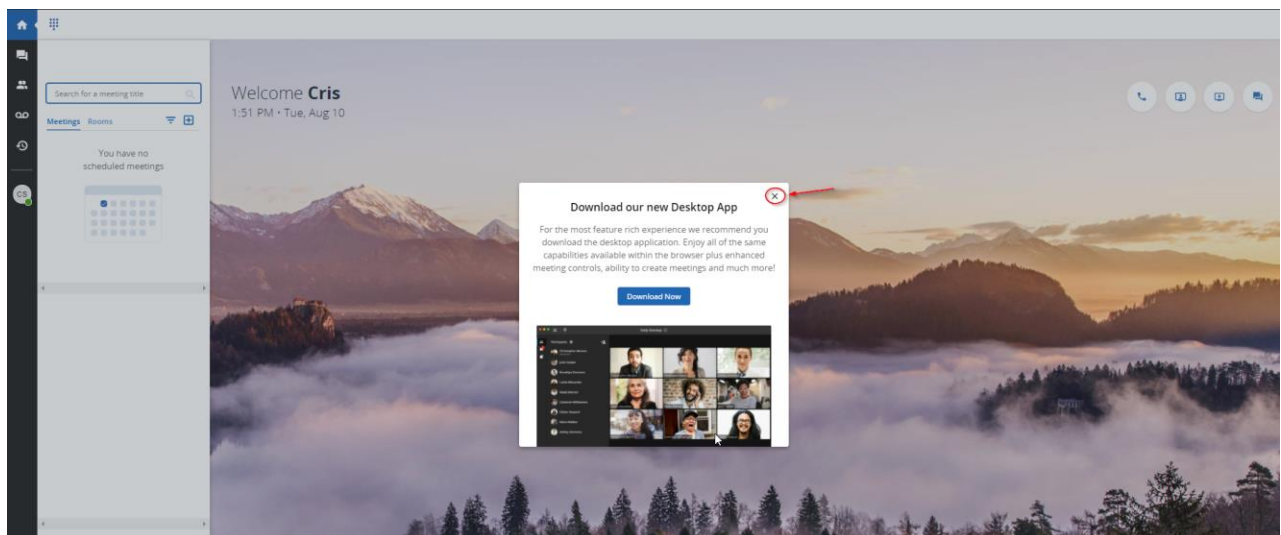 Search for a meeting title
Meetings Rooms
You have no
scheduled meetings
CS
Welcome Cris
1:51 PM • Tue, Aug 10
Download our new Desktop App
For the most feature rich experience we recommend you
download the desktop application. Enjoy all of the same
capabilities available within the browser plus enhanced
meeting controls, ability to create meetings and much more!
Download Now